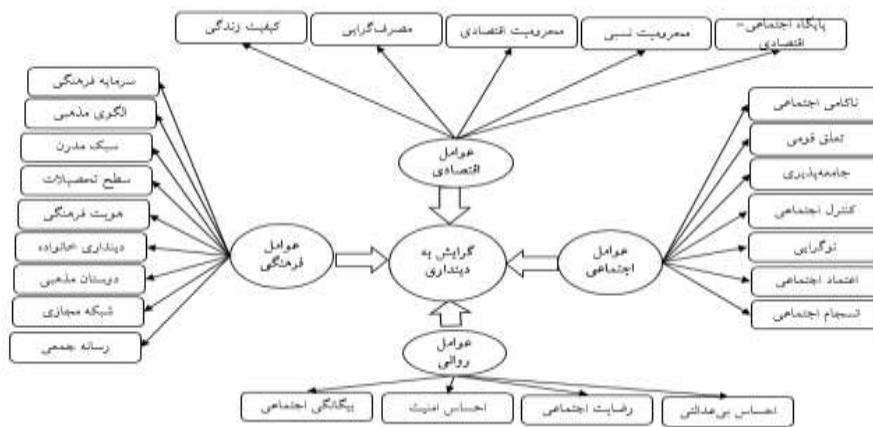 پایگاه اجتماعی–
اقتصادی
محرومیت نسبی
محرومیت اقتصادی
مصرف‌گرایی
کیفیت زندگی
عوامل
اقتصادی
ناکامی اجتماعی
تعلق قومی
جامعه‌پذیری
کنترل اجتماعی
نوگرایی
اعتماد اجتماعی
انسجام اجتماعی
عوامل
اجتماعی
گرایش به
دینداری
عوامل
فرهنگی
سرمایه فرهنگی
الگوی مذهبی
سبک مدرن
سطح تحصیلات
هویت فرهنگی
دینداری خانواده
دوستان مذهبی
شبکه مجازی
رسانه جمعی
عوامل
روانی
احساس بی‌عدالتی
رضایت اجتماعی
احساس امنیت
بیگانگی اجتماعی